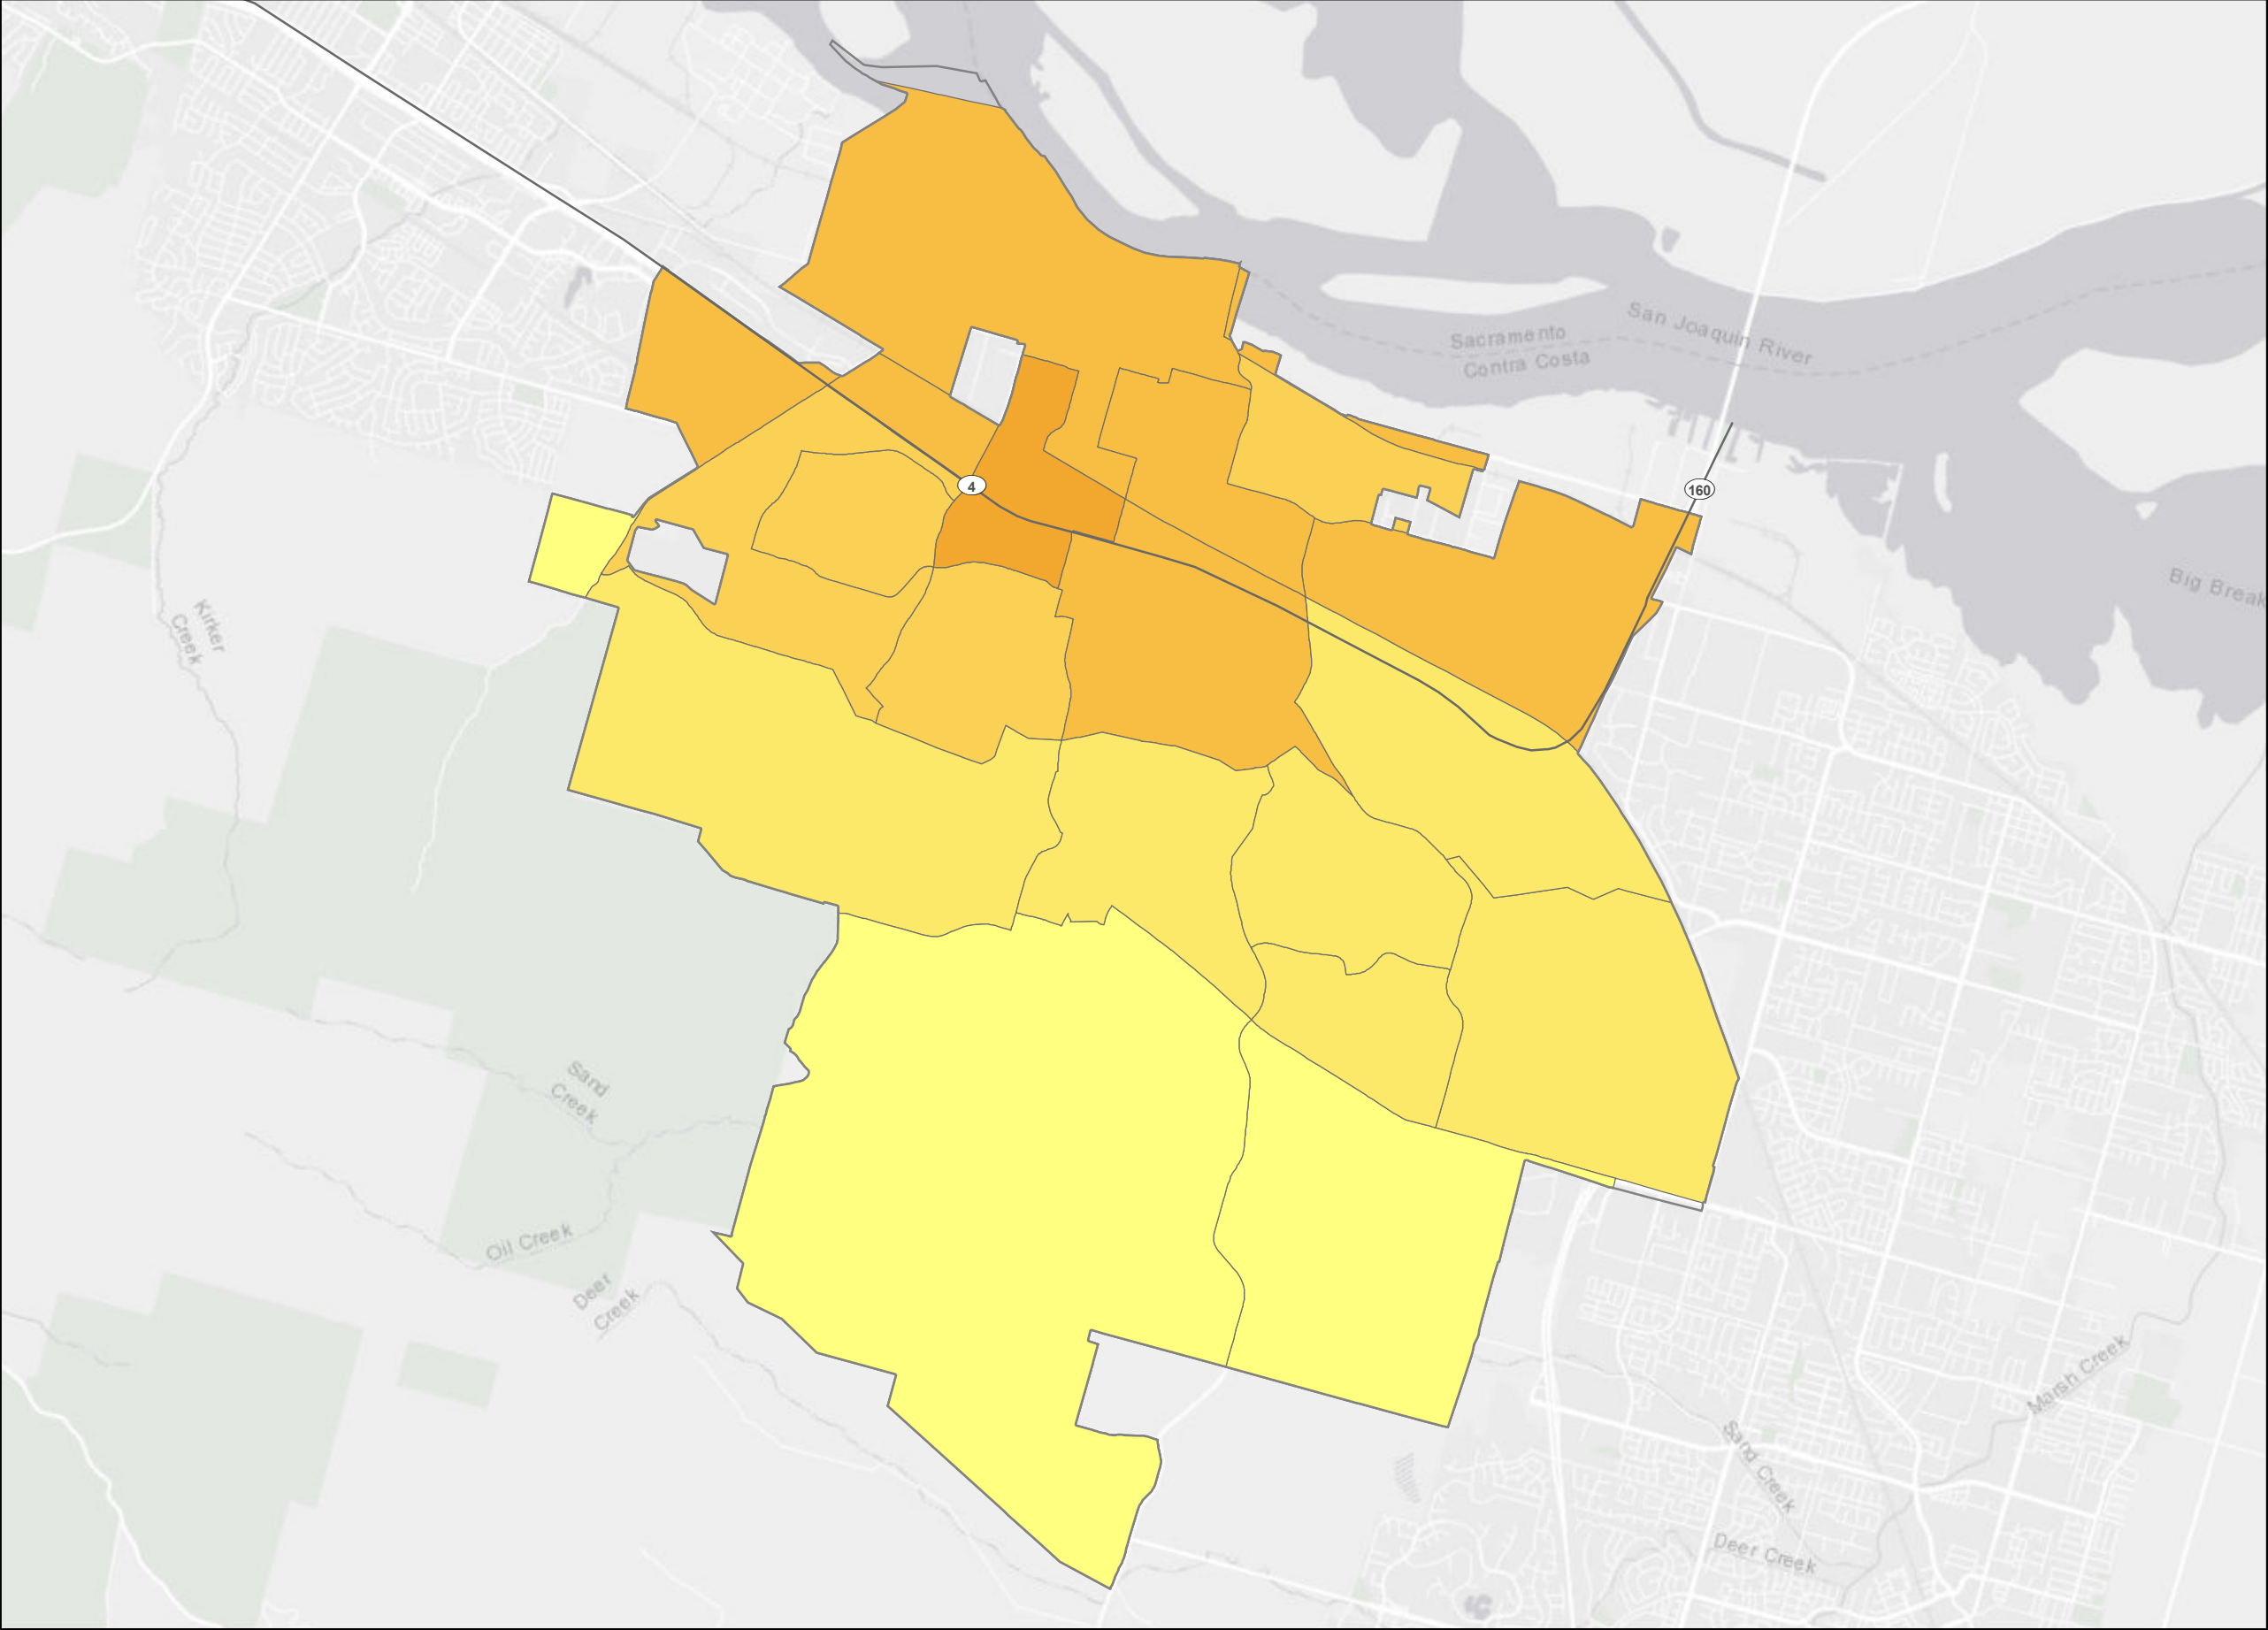 Sacramento
San Joaquin River
Contra Costa
4
160
Big Break
Kirker
Creek
Sand
Creek
Oil Creek
Deer
Creek
Marsh Creek
Sand Creek
Deer Creek